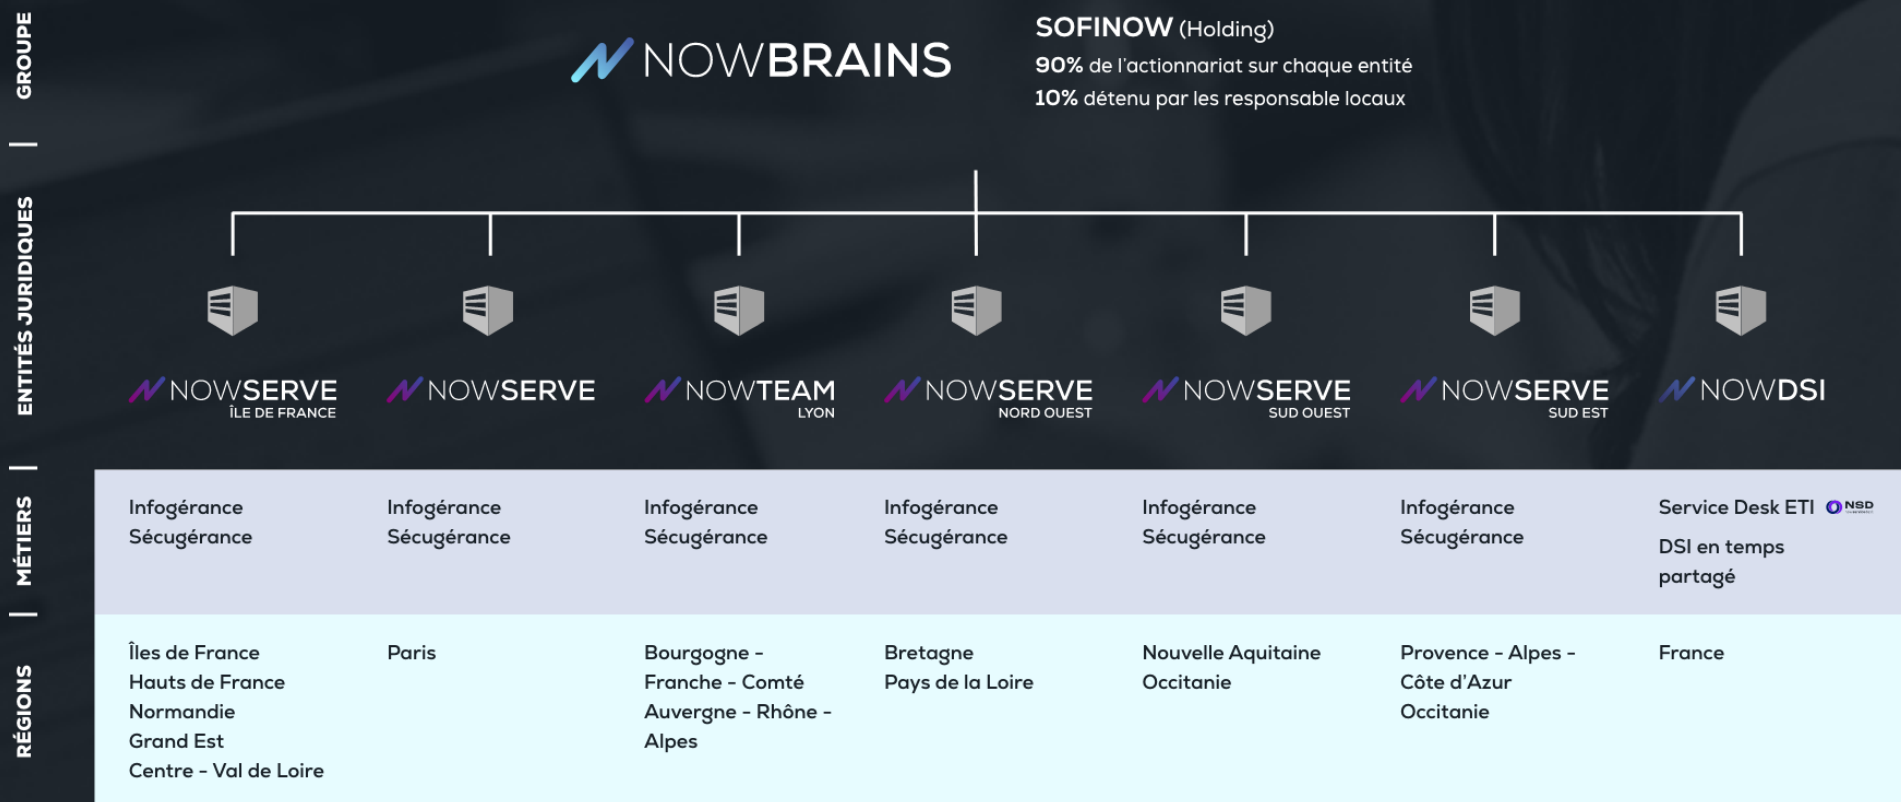 GROUPE
NOWBRAINS
SOFINOW (Holding)
90% de l'actionnariat sur chaque entité
10% détenu par les responsable locaux
ENTITÉS JURIDIQUES
NOWSERVE
ÎLE DE FRANCE
NOWSERVE
NOWTEAM
LYON
NOWSERVE
NORD OUEST
NOWSERVE
SUD OUEST
NOWSERVE
SUD EST
NOWDSI
MÉTIERS
Infogérance
Sécugérance
Infogérance
Sécugérance
Infogérance
Sécugérance
Infogérance
Sécugérance
Infogérance
Sécugérance
Infogérance
Sécugérance
Service Desk ETI NSD
DSI en temps
partagé
RÉGIONS
Îles de France
Hauts de France
Normandie
Grand Est
Centre - Val de Loire
Paris
Bourgogne -
Franche - Comté
Auvergne - Rhône -
Alpes
Bretagne
Pays de la Loire
Nouvelle Aquitaine
Occitanie
Provence - Alpes -
Côte d'Azur
Occitanie
France